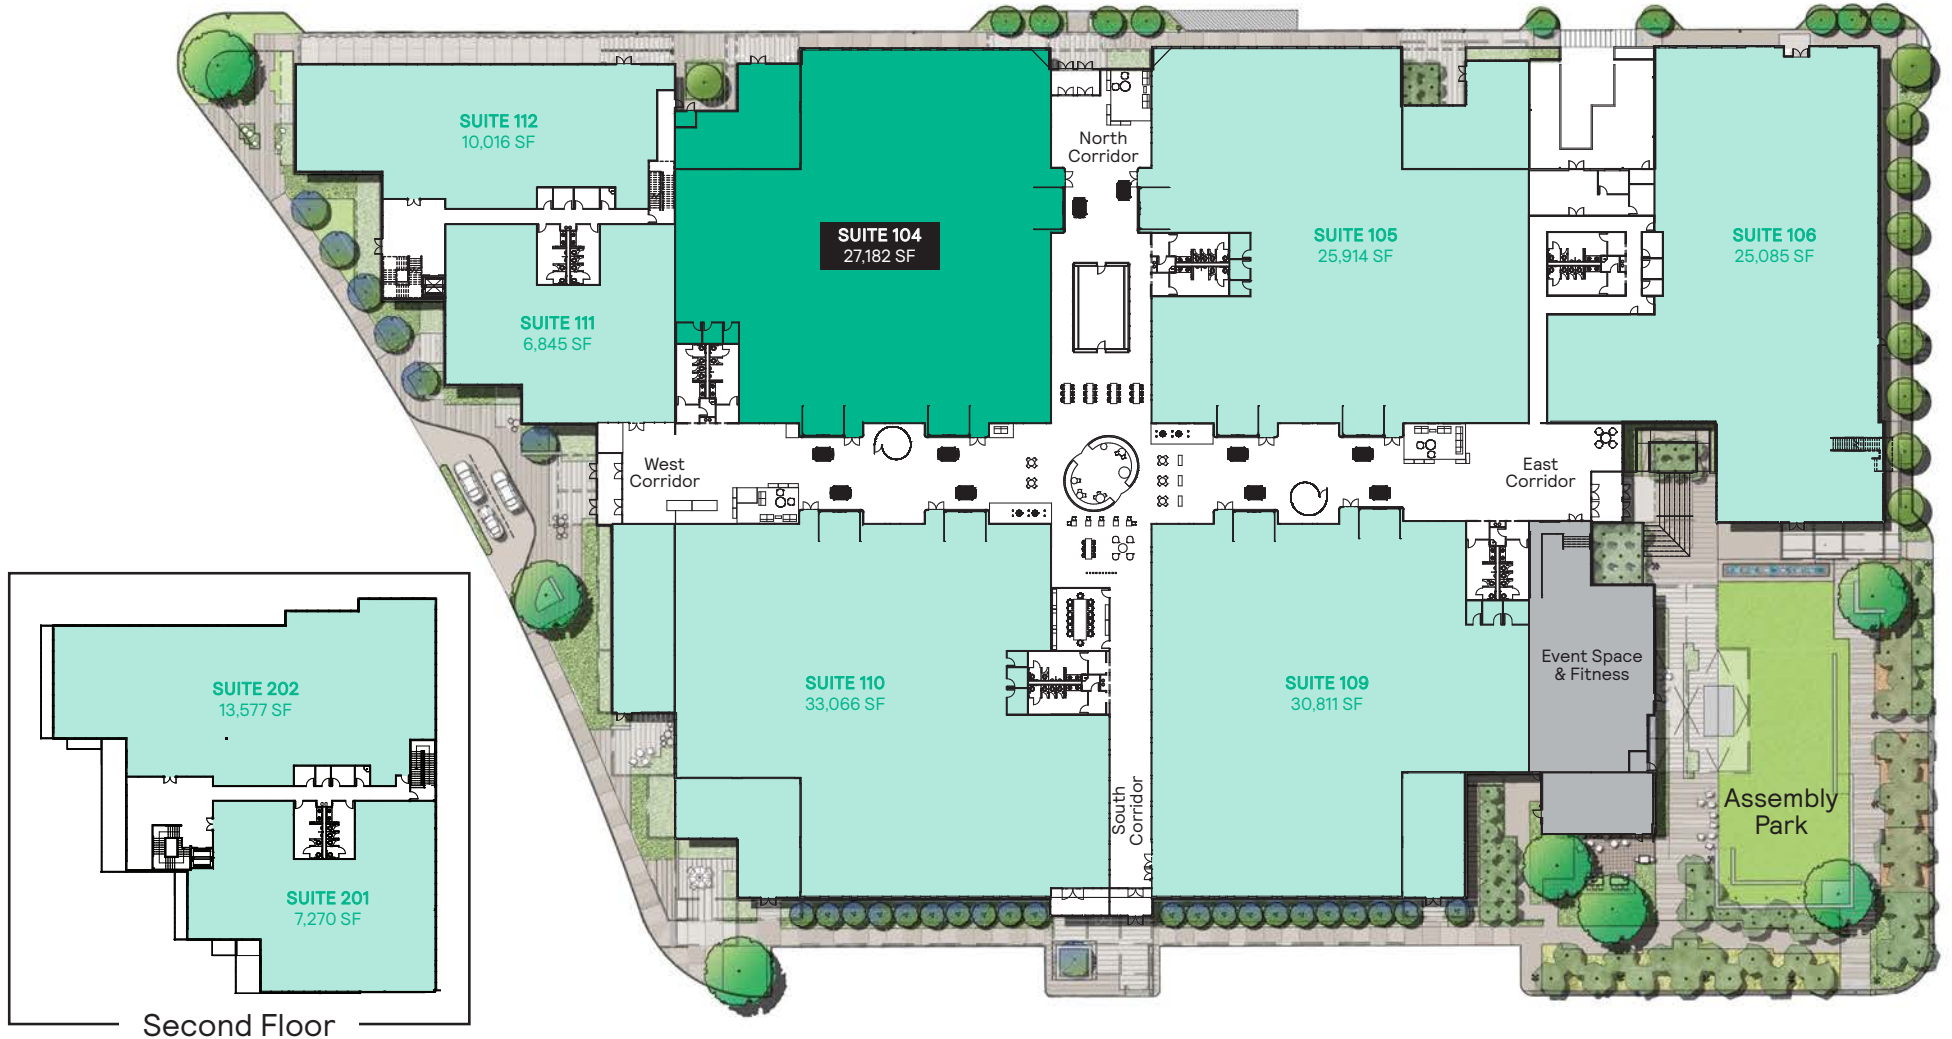 SUITE 112
10,016 SF
North
Corridor
SUITE 104
27,182 SF
SUITE 105
25,914 SF
SUITE 106
25,085 SF
SUITE 111
6,845 SF
West
Corridor
East
Corridor
SUITE 110
33,066 SF
SUITE 109
30,811 SF
Event Space
& Fitness
South
Corridor
Assembly
Park
SUITE 202
13,577 SF
SUITE 201
7,270 SF
Second Floor